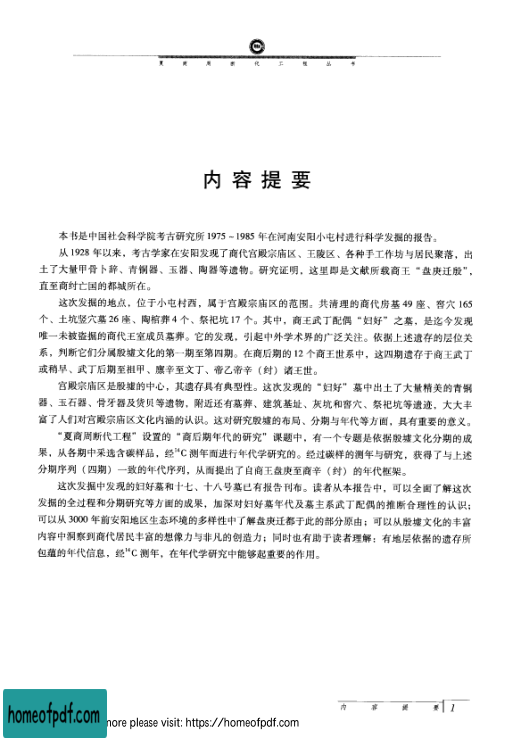 夏商周断代工程丛书
内容提要
本书是中国社会科学院考古研究所1975~1985年在河南安阳小屯村进行科学发掘的报告。
从1928年以来，考古学家在安阳发现了商代宫殿宗庙区、王陵区、各种手工作坊与居民聚落，出
土了大量甲骨卜辞、青铜器、玉器、陶器等遗物。研究证明，这里即是文献所载商王“盘庚迁殷”，
直至商纣亡国的都城所在。
这次发掘的地点，位于小屯村西，属于宫殿宗庙区的范围。共清理的商代房基49座、窖穴165
个、土坑竖穴墓26座、陶棺葬4个、祭祀坑17个。其中，商王武丁配偶“妇好”之墓，是迄今发现
唯一未被盗掘的商代王室成员墓葬。它的发现，引起中外学术界的广泛关注。依据上述遗存的层位关
系，判断它们分属殷墟文化的第一期至第四期。在商后期的12个商王世系中，这四期遗存于商王武丁
或稍早、武丁后期至祖甲、廪辛至文丁、帝乙帝辛（纣）诸王世。
宫殿宗庙区是殷墟的中心，其遗存具有典型性。这次发现的“妇好”墓中出土了大量精美的青铜
器、玉石器、骨牙器及货贝等遗物，附近还有墓葬、建筑基址、灰坑和窖穴、祭祀坑等遗迹，大大丰
富了人们对宫殿宗庙区文化内涵的认识。这对研究殷墟的布局、分期与年代等方面，具有重要的意义。
“夏商周断代工程”设置的“商后期年代的研究”课题中，有一个专题是依据殷墟文化分期的成
果，从各期中采选含碳样品，经¹⁴C测年而进行年代学研究的。经过碳样的测年与研究，获得了与上述
分期序列（四期）一致的年代序列，从而提出了自商王盘庚至商辛（纣）的年代框架。
这次发掘中发现的妇好墓和十七、十八号墓已有报告刊布。读者从本报告中，可以全面了解这次
发掘的全过程和分期研究等方面的成果，加深对妇好墓年代及墓主系武丁配偶的推断合理性的认识；
可以从3000年前安阳地区生态环境的多样性中了解盘庚迁都于此的部分原由；可以从殷墟文化的丰富
内容中洞察到商代居民丰富的想像力与非凡的创造力；同时也有助于读者理解：有地层依据的遗存所
包蕴的年代信息，经¹⁴C测年，在年代学研究中能够起重要的作用。
内容提要 1
homeofpdf.com
more please visit: https://homeofpdf.com